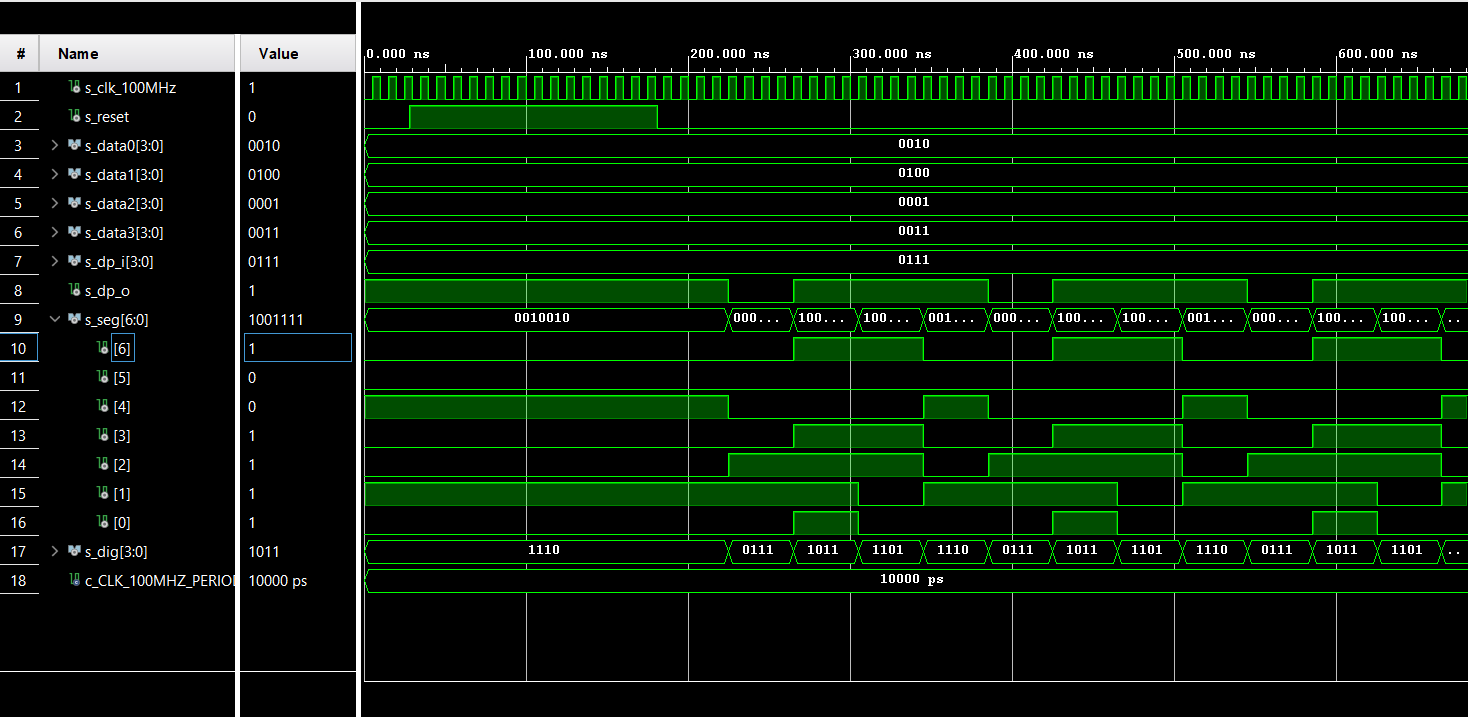 # Name Value 0.000 ns 100.000 ns 200.000 ns 300.000 ns 400.000 ns 500.000 ns 600.000 ns
1 s_clk_100MHz 1
2 s_reset 0
3 s_data0[3:0] 0010 0010
4 s_data1[3:0] 0100 0100
5 s_data2[3:0] 0001 0001
6 s_data3[3:0] 0011 0011
7 s_dp_i[3:0] 0111 0111
8 s_dp_o 1
9 s_seg[6:0] 1001111 0010010 000... 100... 100... 001... 000... 100... 100... 001... 000... 100... 100... ..
10 [6] 1
11 [5] 0
12 [4] 0
13 [3] 1
14 [2] 1
15 [1] 1
16 [0] 1
17 s_dig[3:0] 1011 1110 0111 1011 1101 1110 0111 1011 1101 1110 0111 1011 1101 ..
18 c_CLK_100MHZ_PERIO 10000 ps 10000 ps